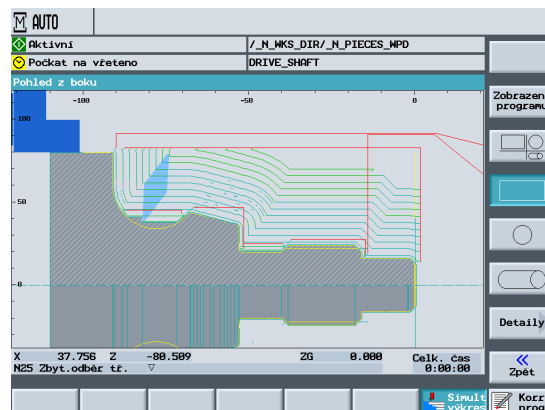 M AUTO
Aktivní
/_N_WKS_DIR/_N_PIECES_WPD
Počkat na vřeteno
DRIVE_SHAFT
Pohled z boku
-100
-50
0
100
50
0
X 37.756 Z -80.509 ZG 0.000 Celk. čas
N25 Zbyt.odběr tř. ▽ 0:00:00
Zobrazen
programu
Detaily
«
Zpět
Simult
výkres
Korr
prog